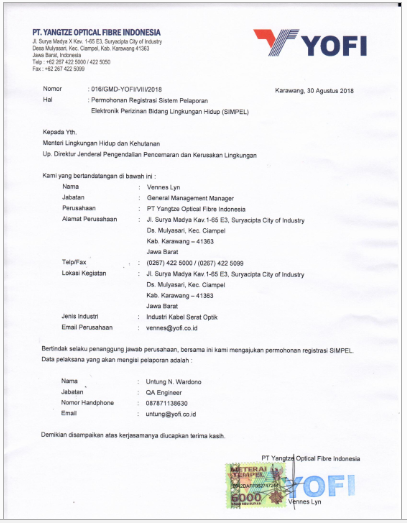 PT. YANGTZE OPTICAL FIBRE INDONESIA
Jl. Surya Madya X Kav. 1-65 E3, Suryacipta City of Industry
Desa Mulyasari, Kec. Ciampel, Kab. Karawang 41363
Jawa Barat, Indonesia
Telp : +62 267 422 5000 / 422 5050
Fax : +62 267 422 5099
YOFI
Nomor : 016/GMD-YOFI/VIII/2018
Karawang, 30 Agustus 2018
Hal : Permohonan Registrasi Sistem Pelaporan
Elektronik Perizinan Bidang Lingkungan Hidup (SIMPEL)
Kepada Yth.
Menteri Lingkungan Hidup dan Kehutanan
Up. Direktur Jenderal Pengendalian Pencemaran dan Kerusakan Lingkungan
Kami yang bertandatangan di bawah ini :
Nama : Vennes Lyn
Jabatan : General Management Manager
Perusahaan : PT Yangtze Optical Fibre Indonesia
Alamat Perusahaan : Jl. Surya Madya Kav.1-65 E3, Suryacipta City of Industry
Ds. Mulyasari, Kec. Ciampel
Kab. Karawang – 41363
Jawa Barat
Telp/Fax : (0267) 422 5000 / (0267) 422 5099
Lokasi Kegiatan : Jl. Surya Madya Kav.1-65 E3, Suryacipta City of Industry
Ds. Mulyasari, Kec. Ciampel
Kab. Karawang – 41363
Jawa Barat
Jenis Industri : Industri Kabel Serat Optik
Email Perusahaan : vennes@yofi.co.id
Bertindak selaku penanggung jawab perusahaan, bersama ini kami mengajukan permohonan registrasi SIMPEL.
Data pelaksana yang akan mengisi pelaporan adalah :
Nama : Untung N. Wardono
Jabatan : QA Engineer
Nomor Handphone : 087871138630
Email : untung@yofi.co.id
Demikian disampaikan atas kerjasamanya diucapkan terima kasih.
PT Yangtze Optical Fibre Indonesia
METERAI
TEMPEL
6000
YOFI
Vennes Lyn